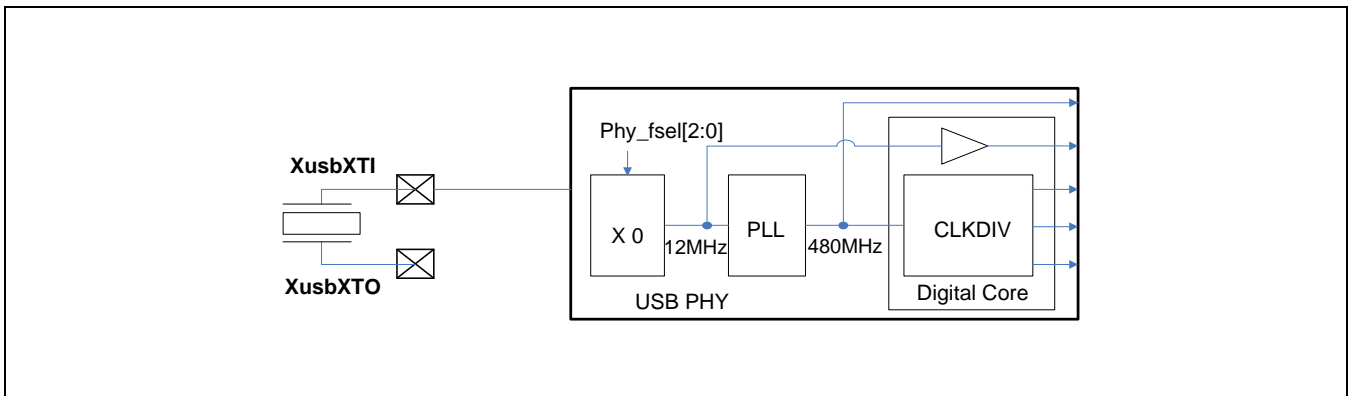 Phy_fsel[2:0]
XusbXTI
X 0
12MHz
PLL
480MHz
CLKDIV
XusbXTO
USB PHY
Digital Core